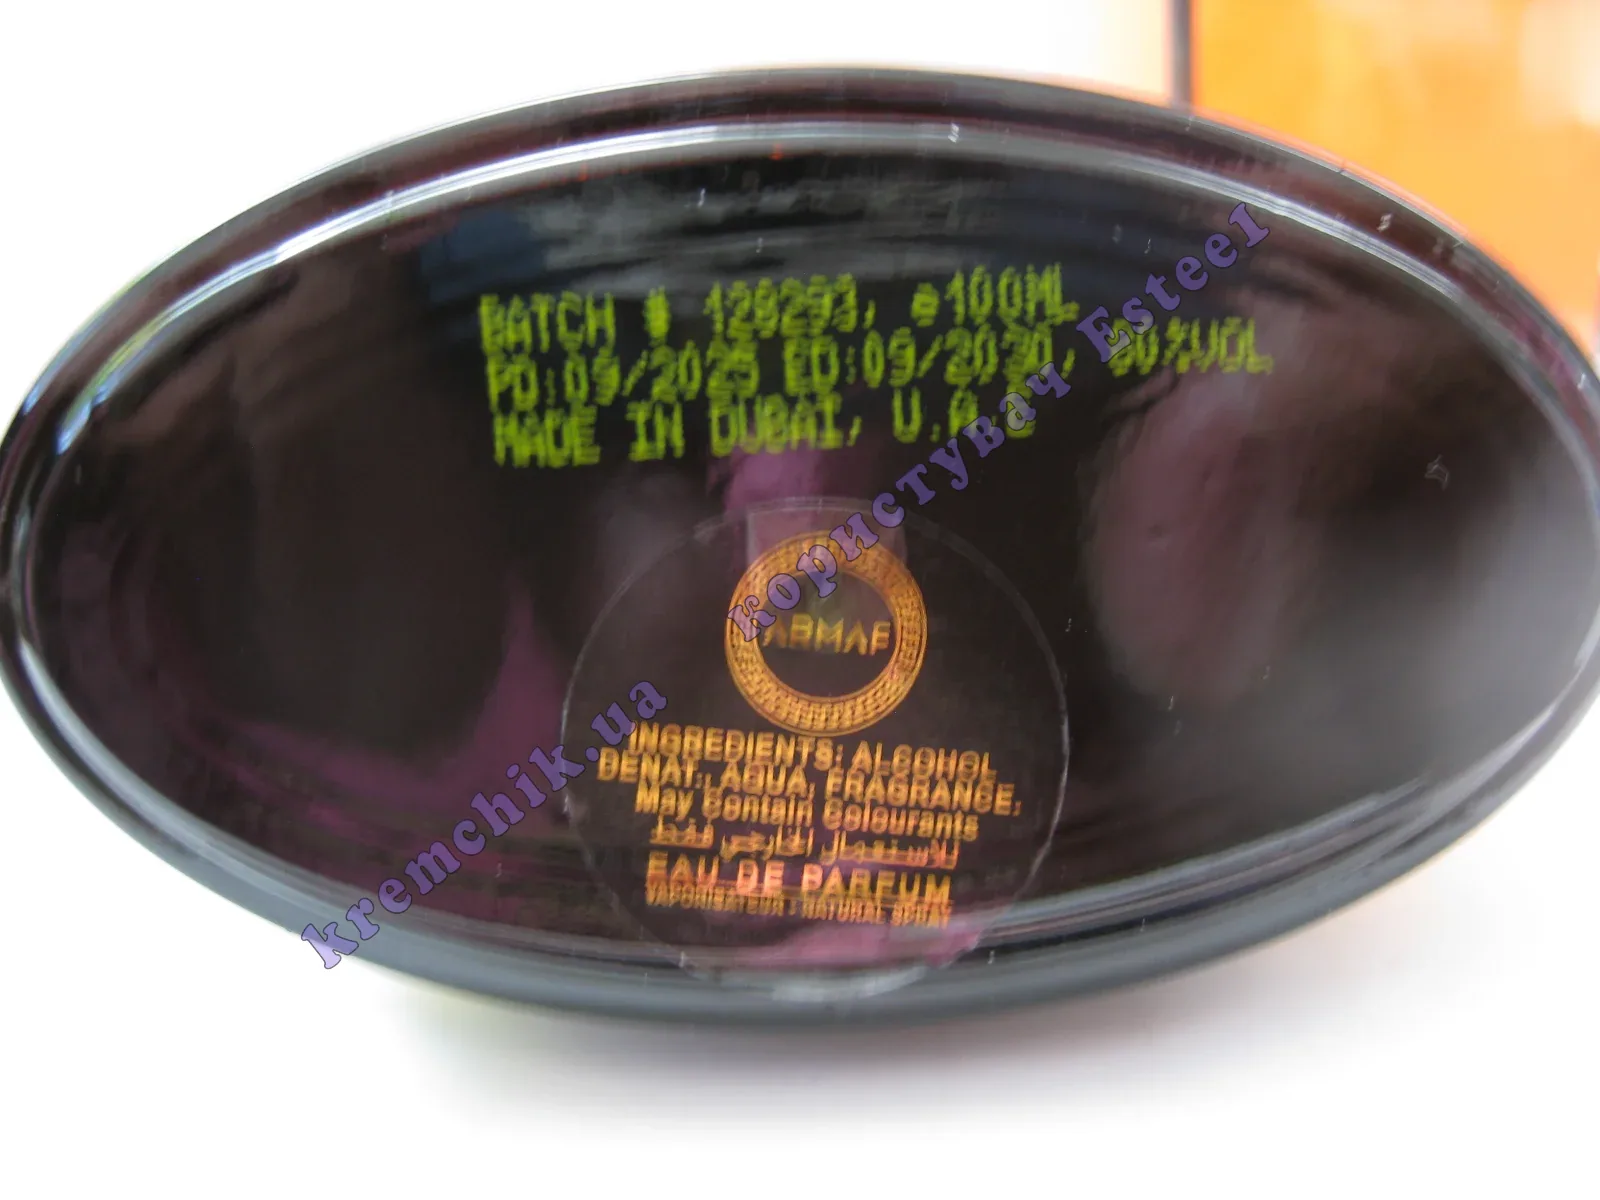 BATCH # 128293, e100ML
PD:09/2025 ED:09/2030, 80%VOL
MADE IN DUBAI, U.A.E
ARMAF
INGREDIENTS: ALCOHOL
DENAT., AQUA, FRAGRANCE,
May Contain Colourants
للاستعمال الخارجي فقط
EAU DE PARFUM
VAPORISATEUR / NATURAL SPRAY
kremchik.ua користувач Esteel